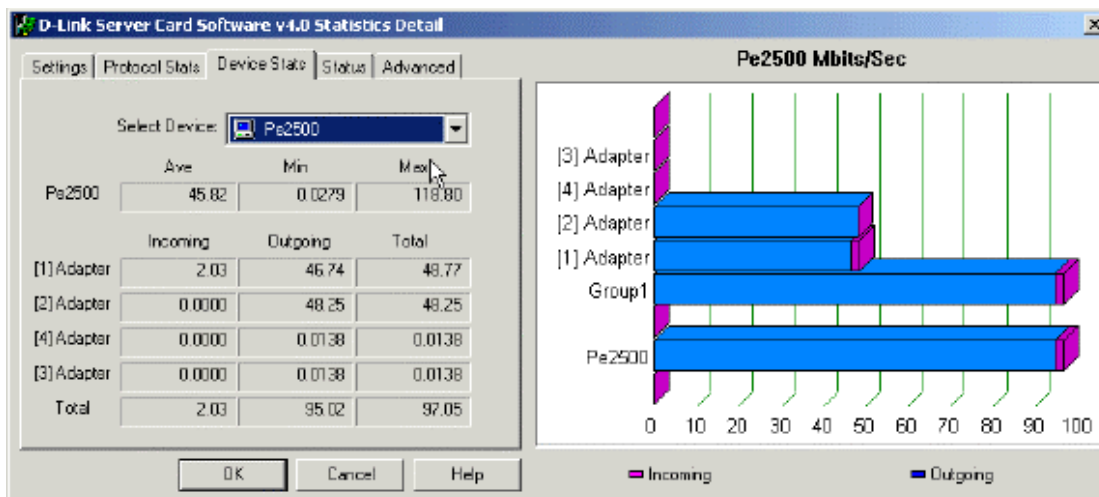 D-Link Server Card Software v4.0 Statistics Detail
Settings Protocol Stats Device Stats Status Advanced
Select Device: Pe2500
Ave Min Max
Pe2500 45.82 0.0279 118.80
Incoming Outgoing Total
[1] Adapter 2.03 46.74 48.77
[2] Adapter 0.0000 48.25 48.25
[4] Adapter 0.0000 0.0138 0.0138
[3] Adapter 0.0000 0.0138 0.0138
Total 2.03 95.02 97.05
OK Cancel Help
Pe2500 Mbits/Sec
[3] Adapter
[4] Adapter
[2] Adapter
[1] Adapter
Group1
Pe2500
0 10 20 30 40 50 60 70 80 90 100
Incoming Outgoing